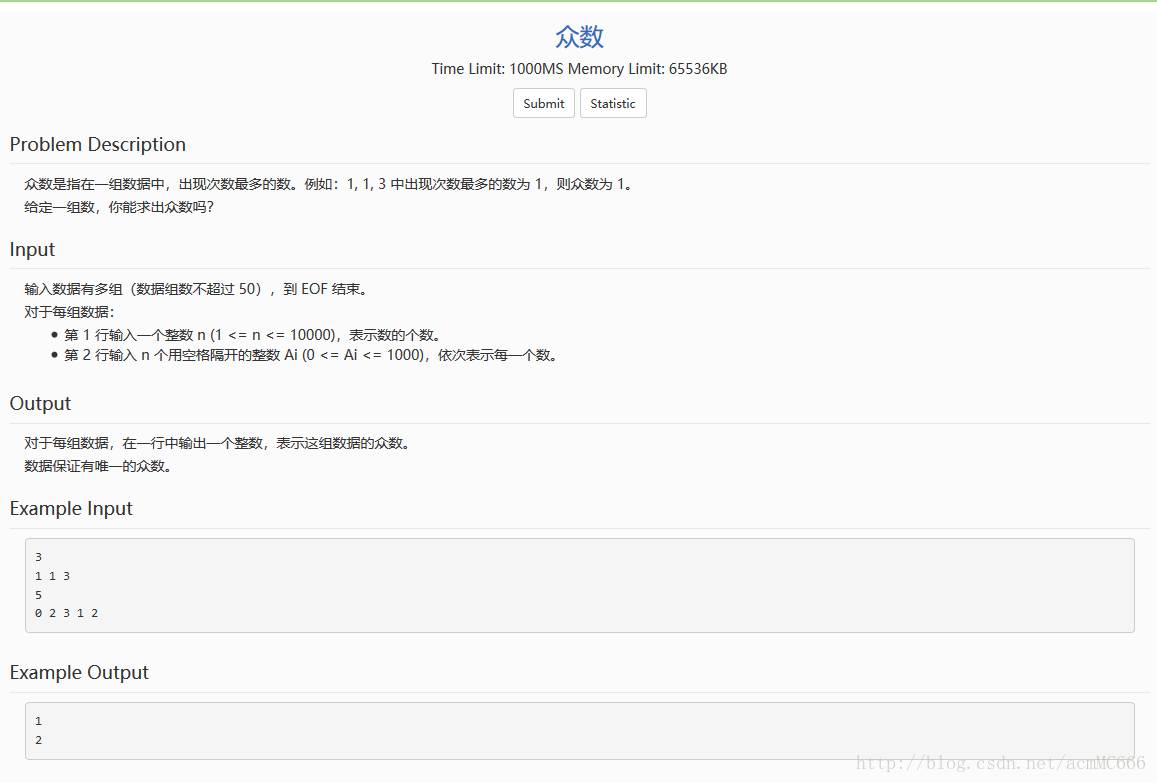 众数
Time Limit: 1000MS Memory Limit: 65536KB
Submit Statistic
Problem Description
众数是指在一组数据中，出现次数最多的数。例如：1, 1, 3 中出现次数最多的数为 1，则众数为 1。
给定一组数，你能求出众数吗？
Input
输入数据有多组（数据组数不超过 50），到 EOF 结束。
对于每组数据：
• 第 1 行输入一个整数 n (1 <= n <= 10000)，表示数的个数。
• 第 2 行输入 n 个用空格隔开的整数 Ai (0 <= Ai <= 1000)，依次表示每一个数。
Output
对于每组数据，在一行中输出一个整数，表示这组数据的众数。
数据保证有唯一的众数。
Example Input
3
1 1 3
5
0 2 3 1 2
Example Output
1
2
http://blog.csdn.net/acmMC666